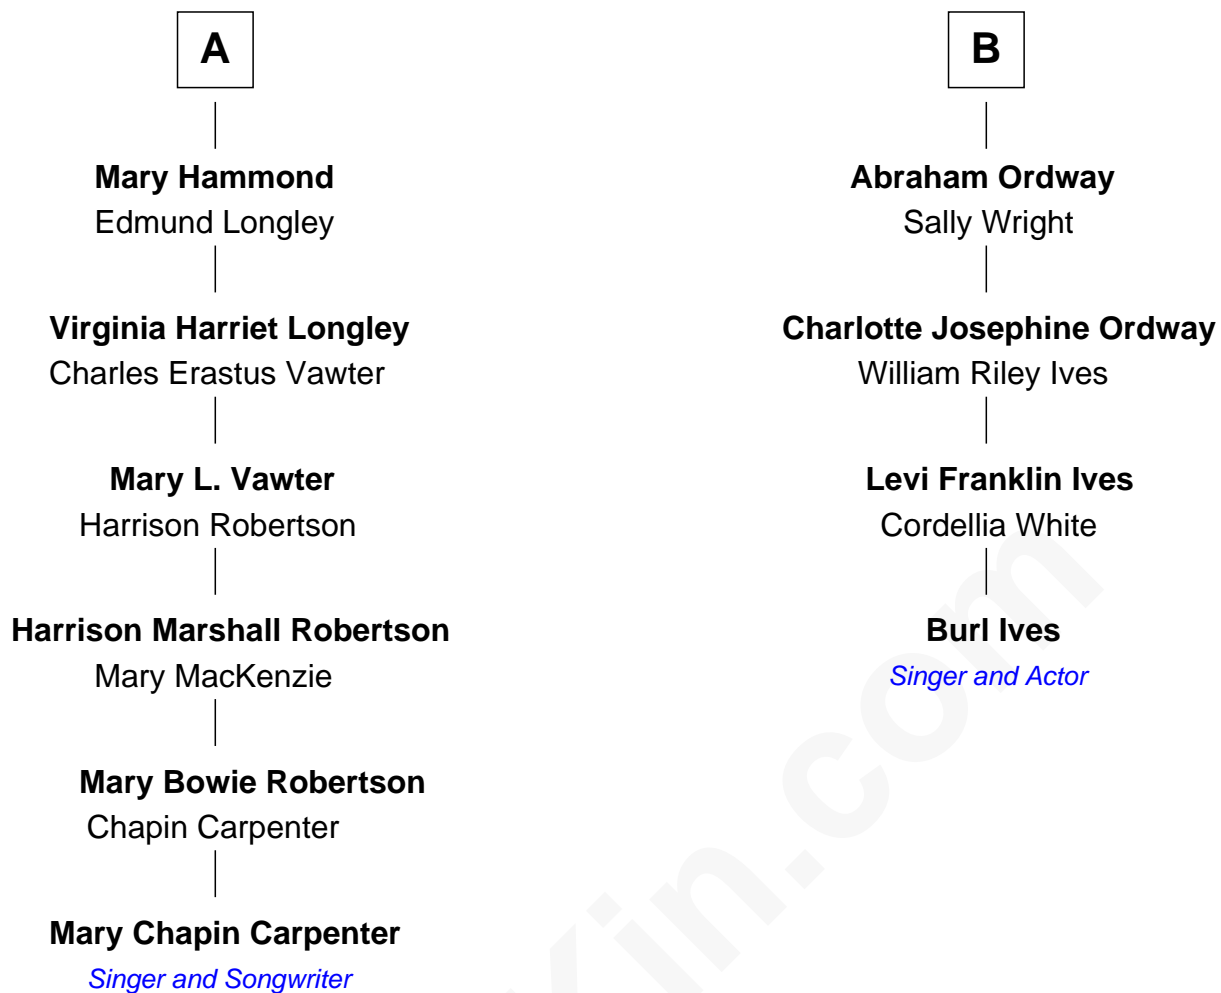 A
Mary Hammond
Edmund Longley
Virginia Harriet Longley
Charles Erastus Vawter
Mary L. Vawter
Harrison Robertson
Harrison Marshall Robertson
Mary MacKenzie
Mary Bowie Robertson
Chapin Carpenter
Mary Chapin Carpenter
Singer and Songwriter
B
Abraham Ordway
Sally Wright
Charlotte Josephine Ordway
William Riley Ives
Levi Franklin Ives
Cordellia White
Burl Ives
Singer and Actor
Kin.com